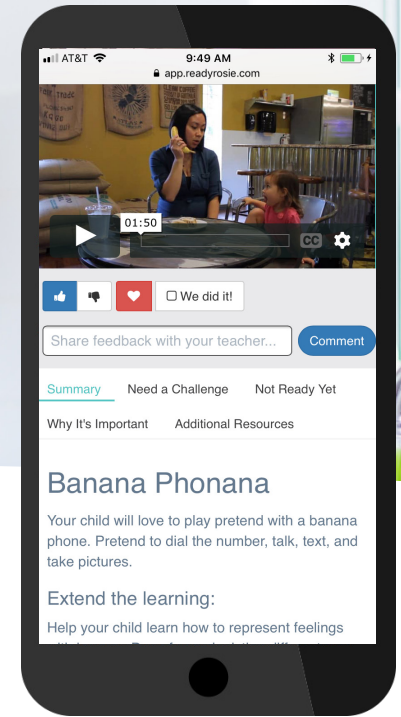 AT&T 9:49 AM
app.readyrosie.com
01:50
CC
We did it!
Share feedback with your teacher... Comment
Summary Need a Challenge Not Ready Yet
Why It's Important Additional Resources
Banana Phonana
Your child will love to play pretend with a banana
phone. Pretend to dial the number, talk, text, and
take pictures.
Extend the learning:
Help your child learn how to represent feelings